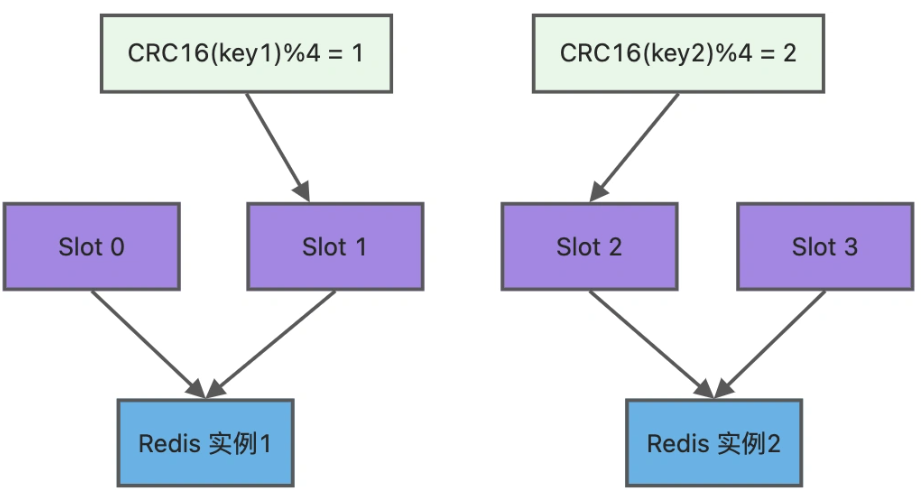 CRC16(key1)%4 = 1
CRC16(key2)%4 = 2
Slot 0
Slot 1
Slot 2
Slot 3
Redis 实例1
Redis 实例2